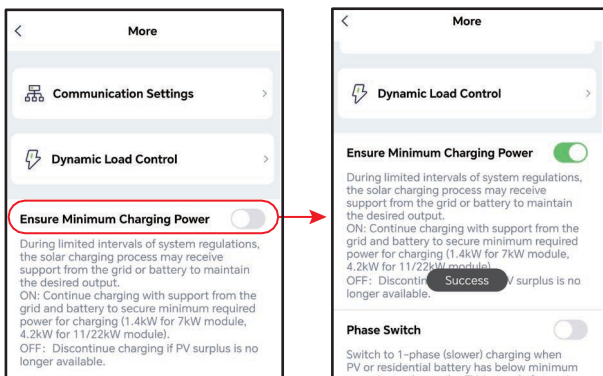 More
Communication Settings
Dynamic Load Control
Ensure Minimum Charging Power
During limited intervals of system regulations,
the solar charging process may receive
support from the grid or battery to maintain
the desired output.
ON: Continue charging with support from the
grid and battery to secure minimum required
power for charging (1.4kW for 7kW module,
4.2kW for 11/22kW module).
OFF: Discontinue charging if PV surplus is no
longer available.
More
Dynamic Load Control
Ensure Minimum Charging Power
During limited intervals of system regulations,
the solar charging process may receive
support from the grid or battery to maintain
the desired output.
ON: Continue charging with support from the
grid and battery to secure minimum required
power for charging (1.4kW for 7kW module,
4.2kW for 11/22kW module)
OFF: Discontin Success V surplus is no
longer available.
Phase Switch
Switch to 1-phase (slower) charging when
PV or residential battery has below minimum